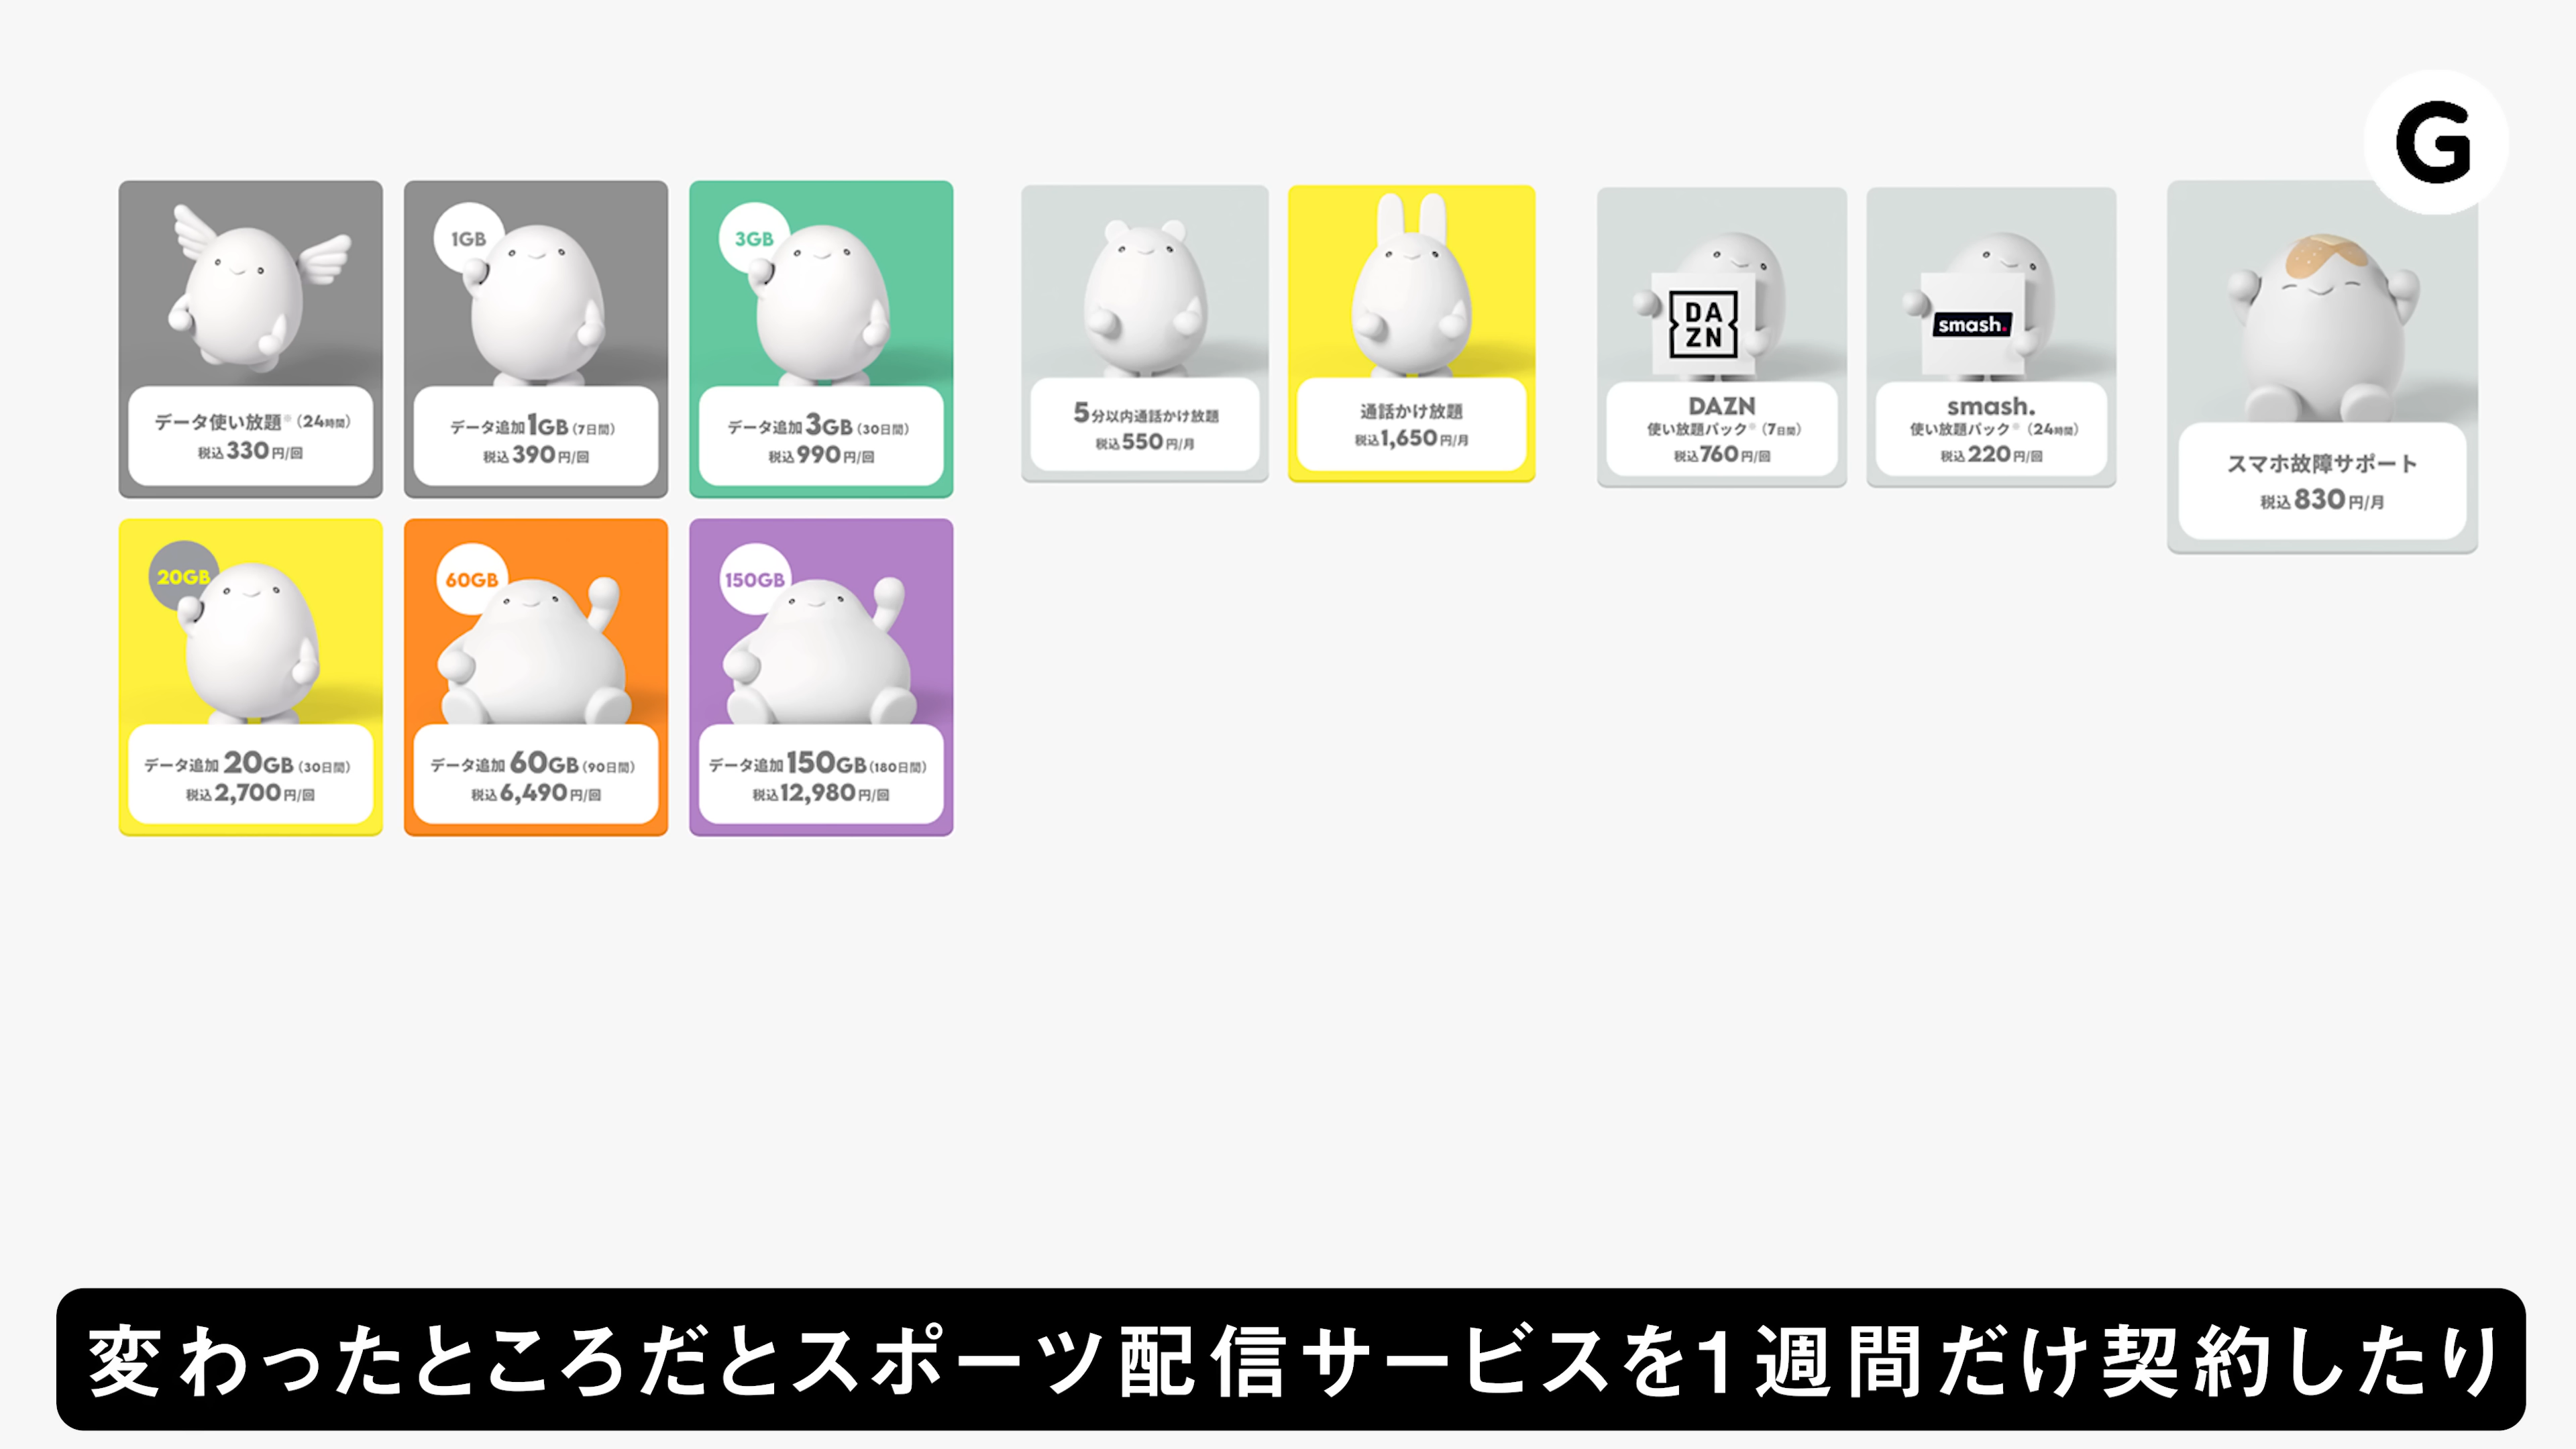 G
データ使い放題※（24時間）
税込330円/回
1GB
データ追加1GB（7日間）
税込390円/回
3GB
データ追加3GB（30日間）
税込990円/回
5分以内通話かけ放題
税込550円/月
通話かけ放題
税込1,650円/月
DA
ZN
DAZN
使い放題パック※（7日間）
税込760円/回
smash.
smash.
使い放題パック※（24時間）
税込220円/回
スマホ故障サポート
税込830円/月
20GB
データ追加20GB（30日間）
税込2,700円/回
60GB
データ追加60GB（90日間）
税込6,490円/回
150GB
データ追加150GB（180日間）
税込12,980円/回
変わったところだとスポーツ配信サービスを1週間だけ契約したり